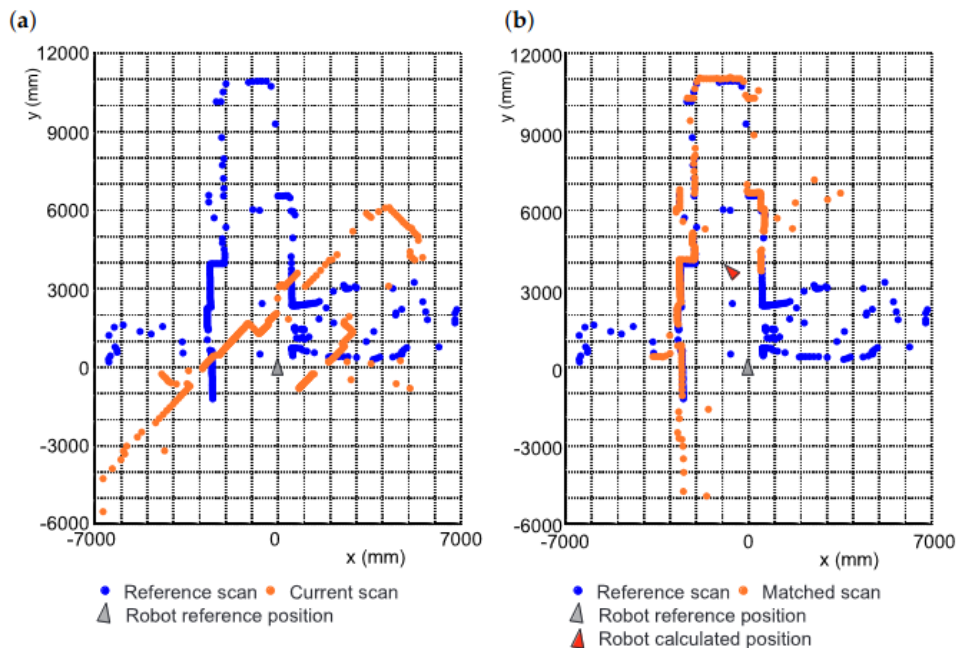 (a)
(b)
12000
9000
6000
3000
0
-3000
-6000
y (mm)
-7000
0
7000
x (mm)
Reference scan
Current scan
Robot reference position
12000
9000
6000
3000
0
-3000
-6000
y (mm)
-7000
0
7000
x (mm)
Reference scan
Matched scan
Robot reference position
Robot calculated position